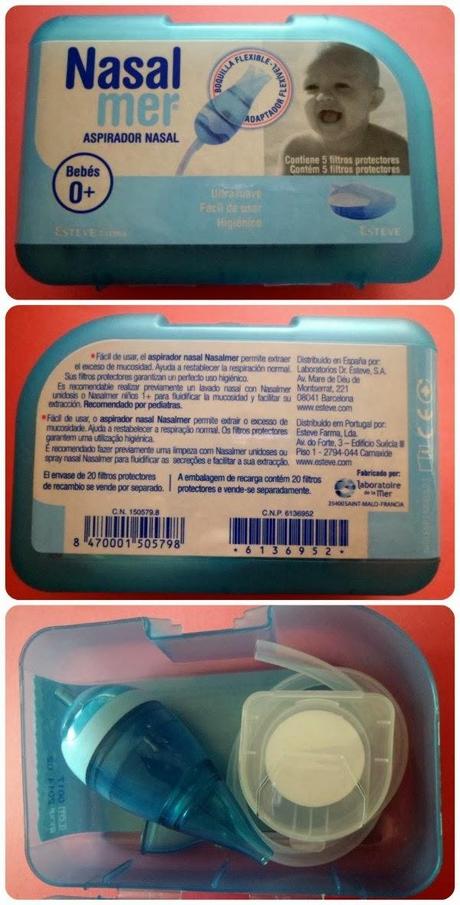 Nasal
mer
ASPIRADOR NASAL
BOQUILLA FLEXIBLE - ADAPTADOR FLEXÍVEL
Bebés
0+
Contiene 5 filtros protectores
Contém 5 filtros protectores
Ultrasuave
Fácil de usar
Higiénico
ESTEVE
ESTEVE
* Fácil de usar, el aspirador nasal Nasalmer permite extraer
el exceso de mucosidad. Ayuda a restablecer la respiración normal.
Sus filtros protectores garantizan un perfecto uso higiénico.
Es recomendable realizar previamente un lavado nasal con Nasalmer
unidosis o Nasalmer niños 1+ para fluidificar la mucosidad y facilitar su
extracción. Recomendado por pediatras.
* Fácil de usar, o aspirador nasal Nasalmer permite extrair o excesso de
mucosidade. Ajuda a restabelecer a respiração normal. Os filtros protectores
garantem uma utilização higiénica.
É recomendado fazer previamente um limpeza com Nasalmer unidoses ou
spray nasal Nasalmer para fluidificar as secreções e facilitar a sua extracção.
El envase de 20 filtros protectores
de recambio se vende por separado.
A embalagem de recarga contém 20 filtros
protectores e vende-se separadamente.
Distribuido en España por:
Laboratorios Dr. Esteve, S.A.
Av. Mare de Déu de
Montserrat, 221
08041 Barcelona
www.esteve.com
Distribuído em Portugal por:
Esteve Farma, Lda.
Av. do Forte, 3 – Edifício Suécia III
Piso 1 - 2794-044 Carnaxide
www.esteve.com
Fabricado por:
laboratoire
de la mer
25400 SAINT-MALO-FRANCIA
C.N. 150579.8
8 470001 505798
C.N.P. 6136952
*6136952*